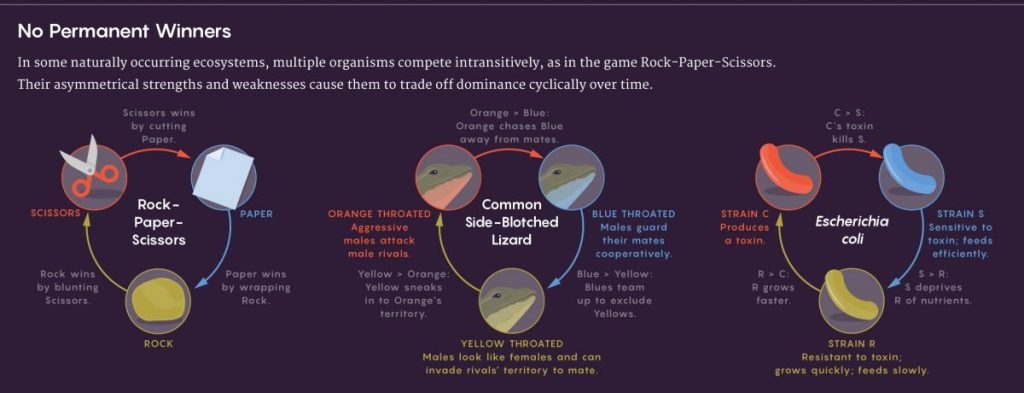 No Permanent Winners
In some naturally occurring ecosystems, multiple organisms compete intransitively, as in the game Rock-Paper-Scissors.
Their asymmetrical strengths and weaknesses cause them to trade off dominance cyclically over time.
Scissors wins
by cutting
Paper.
SCISSORS
Rock-
Paper-
Scissors
PAPER
Rock wins
by blunting
Scissors.
Paper wins
by wrapping
Rock.
ROCK
Orange > Blue:
Orange chases Blue
away from mates.
ORANGE THROATED
Aggressive
males attack
male rivals.
Common
Side-Blotched
Lizard
BLUE THROATED
Males guard
their mates
cooperatively.
Yellow > Orange:
Yellow sneaks
in to Orange's
territory.
Blue > Yellow:
Blues team
up to exclude
Yellows.
YELLOW THROATED
Males look like females and can
invade rivals' territory to mate.
C > S:
C's toxin
kills S.
STRAIN C
Produces
a toxin.
Escherichia
coli
STRAIN S
Sensitive to
toxin; feeds
efficiently.
R > C:
R grows
faster.
S > R:
S deprives
R of nutrients.
STRAIN R
Resistant to toxin;
grows quickly; feeds slowly.